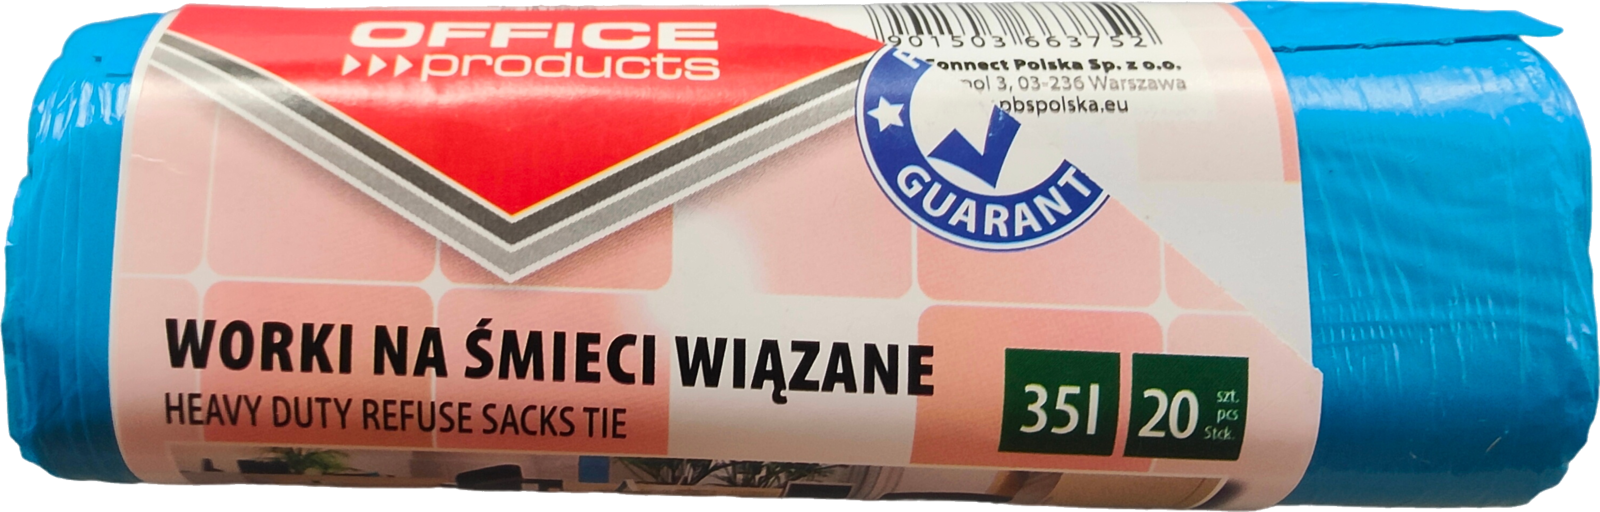 OFFICE
products
901503 663752
Connect Polska Sp. z o.o.
3, 03-236 Warszawa
pbspolska.eu
GUARANT
WORKI NA ŚMIECI WIĄZANE
HEAVY DUTY REFUSE SACKS TIE
35l
20
szt.
pcs
Stck.